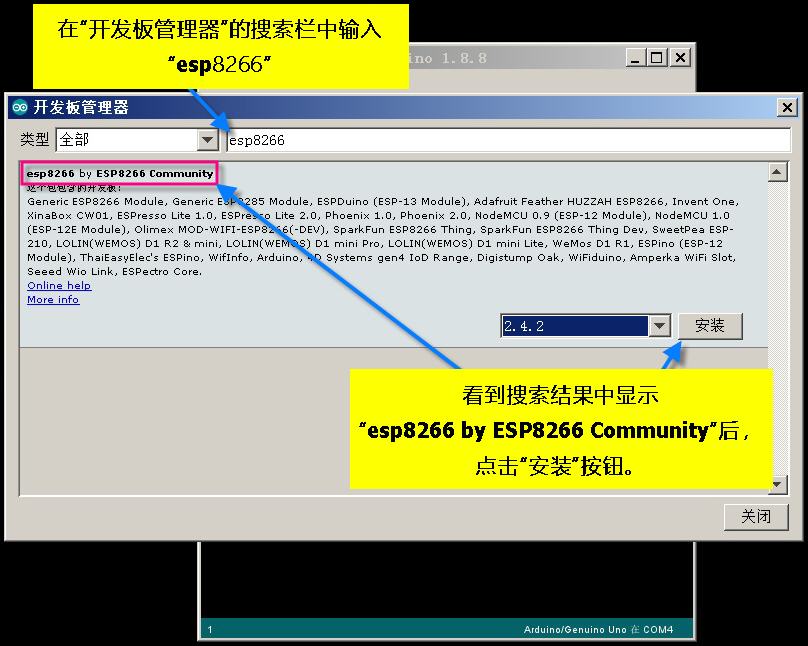 在“开发板管理器”的搜索栏中输入
“esp8266”
ino 1.8.8
开发板管理器
类型 全部 esp8266
esp8266 by ESP8266 Community
这个包包含的开发板:
Generic ESP8266 Module, Generic ESP8285 Module, ESPDuino (ESP-13 Module), Adafruit Feather HUZZAH ESP8266, Invent One,
XinaBox CW01, ESPresso Lite 1.0, ESPresso Lite 2.0, Phoenix 1.0, Phoenix 2.0, NodeMCU 0.9 (ESP-12 Module), NodeMCU 1.0
(ESP-12E Module), Olimex MOD-WIFI-ESP8266(-DEV), SparkFun ESP8266 Thing, SparkFun ESP8266 Thing Dev, SweetPea ESP-
210, LOLIN(WEMOS) D1 R2 & mini, LOLIN(WEMOS) D1 mini Pro, LOLIN(WEMOS) D1 mini Lite, WeMos D1 R1, ESPino (ESP-12
Module), ThaiEasyElec's ESPino, WifInfo, Arduino, 4D Systems gen4 IoD Range, Digistump Oak, WiFiduino, Amperka WiFi Slot,
Seeed Wio Link, ESPectro Core.
Online help
More info
2.4.2 安装
看到搜索结果中显示
“esp8266 by ESP8266 Community”后，
点击“安装”按钮。
关闭
1 Arduino/Genuino Uno 在 COM4